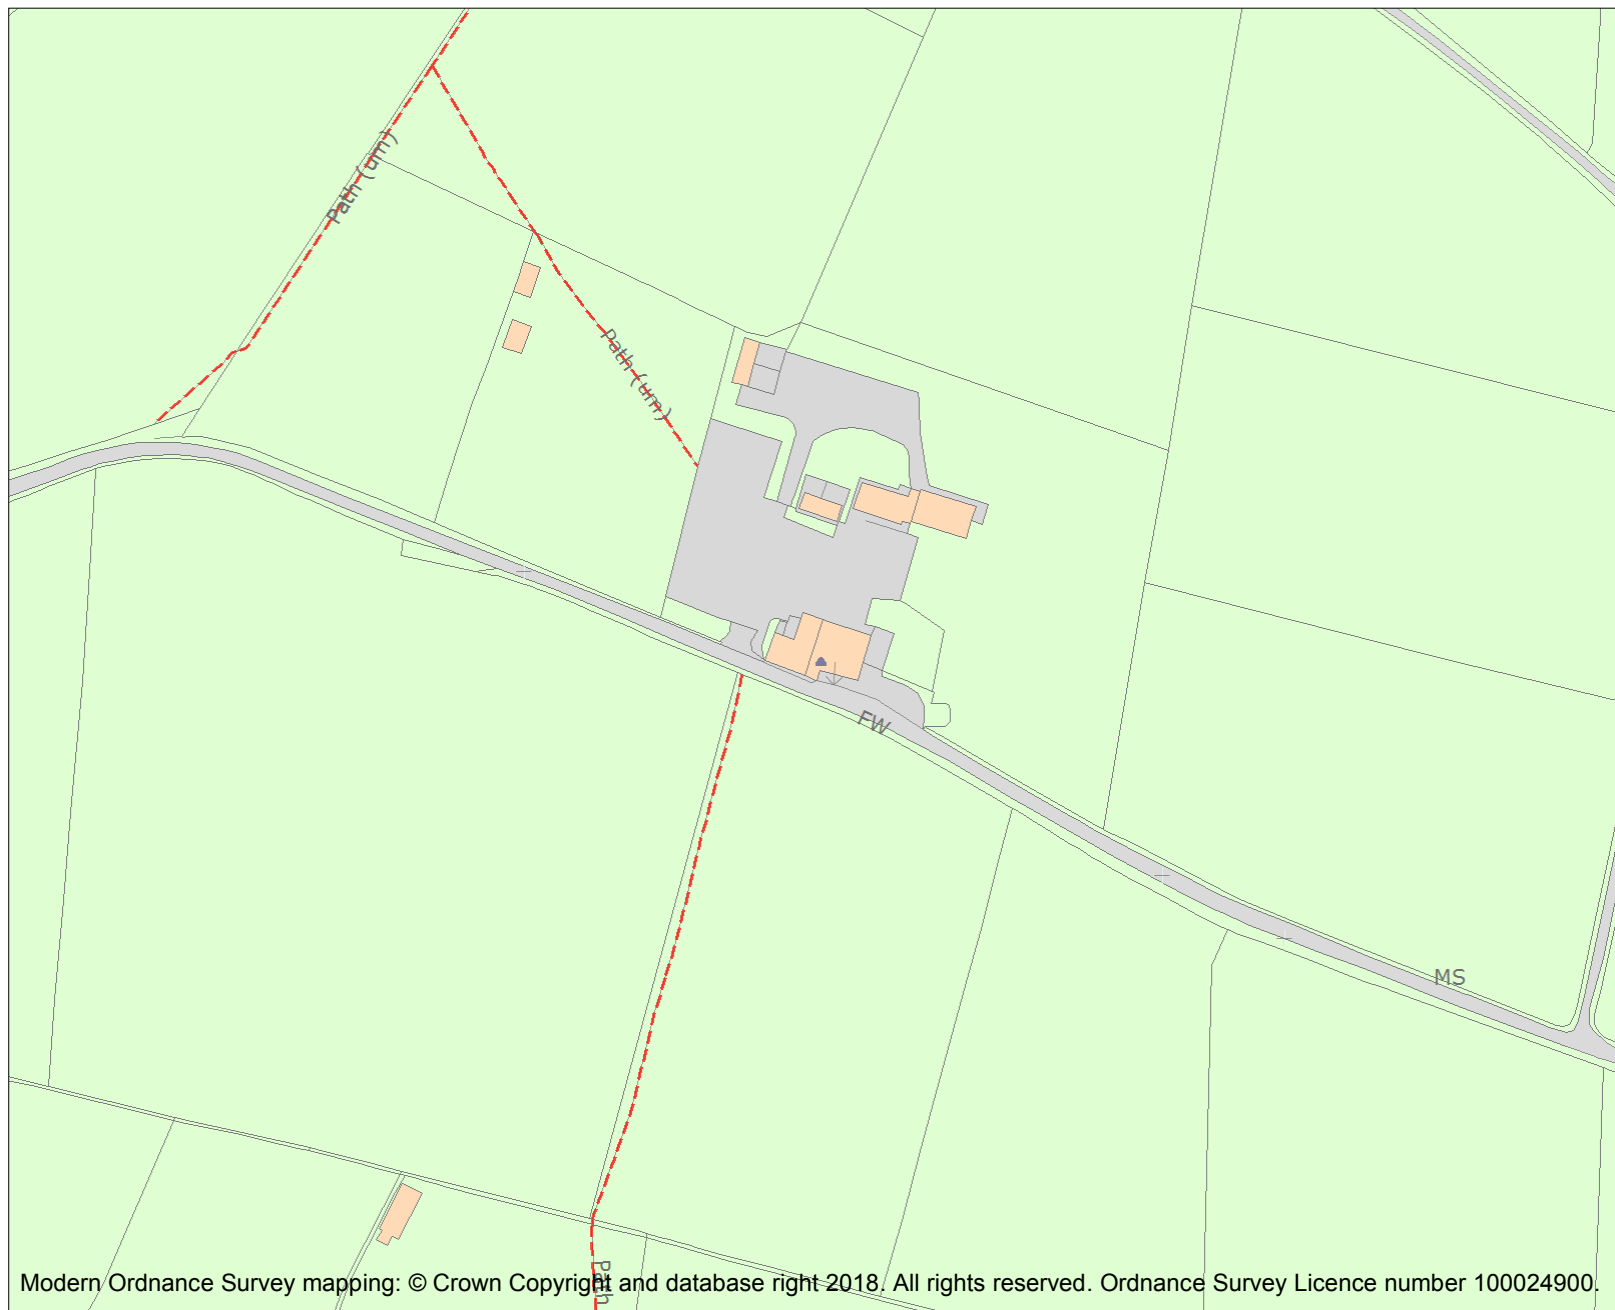 Path (um)
Path (um)
FW
MS
Path
Modern Ordnance Survey mapping: © Crown Copyright and database right 2018. All rights reserved. Ordnance Survey Licence number 100024900.